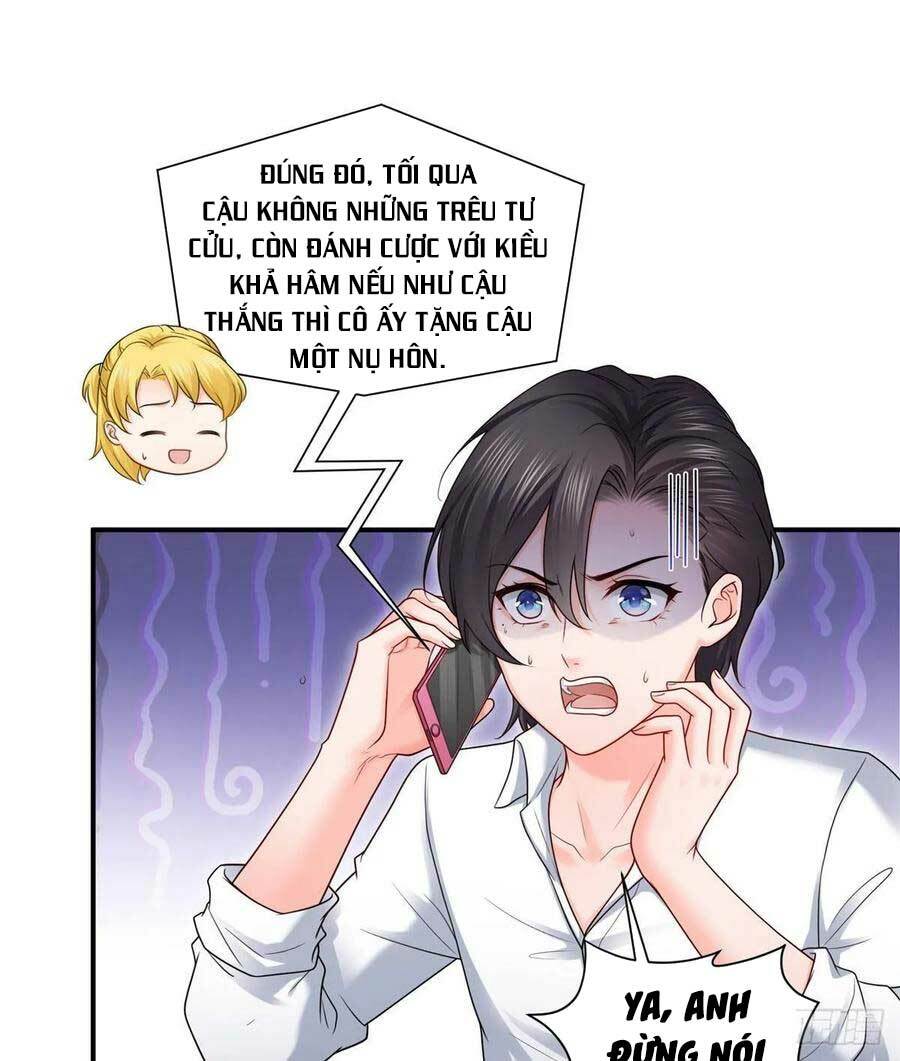 ĐÚNG ĐÓ, TỐI QUA
CẬU KHÔNG NHỮNG TRÊU TƯ
CỬU, CÒN ĐÁNH CƯỢC VỚI KIỀU
KHẢ HÂM NẾU NHƯ CẬU
THẮNG THÌ CÔ ẤY TẶNG CẬU
MỘT NỤ HÔN.
YA, ANH
ĐỪNG NÓI